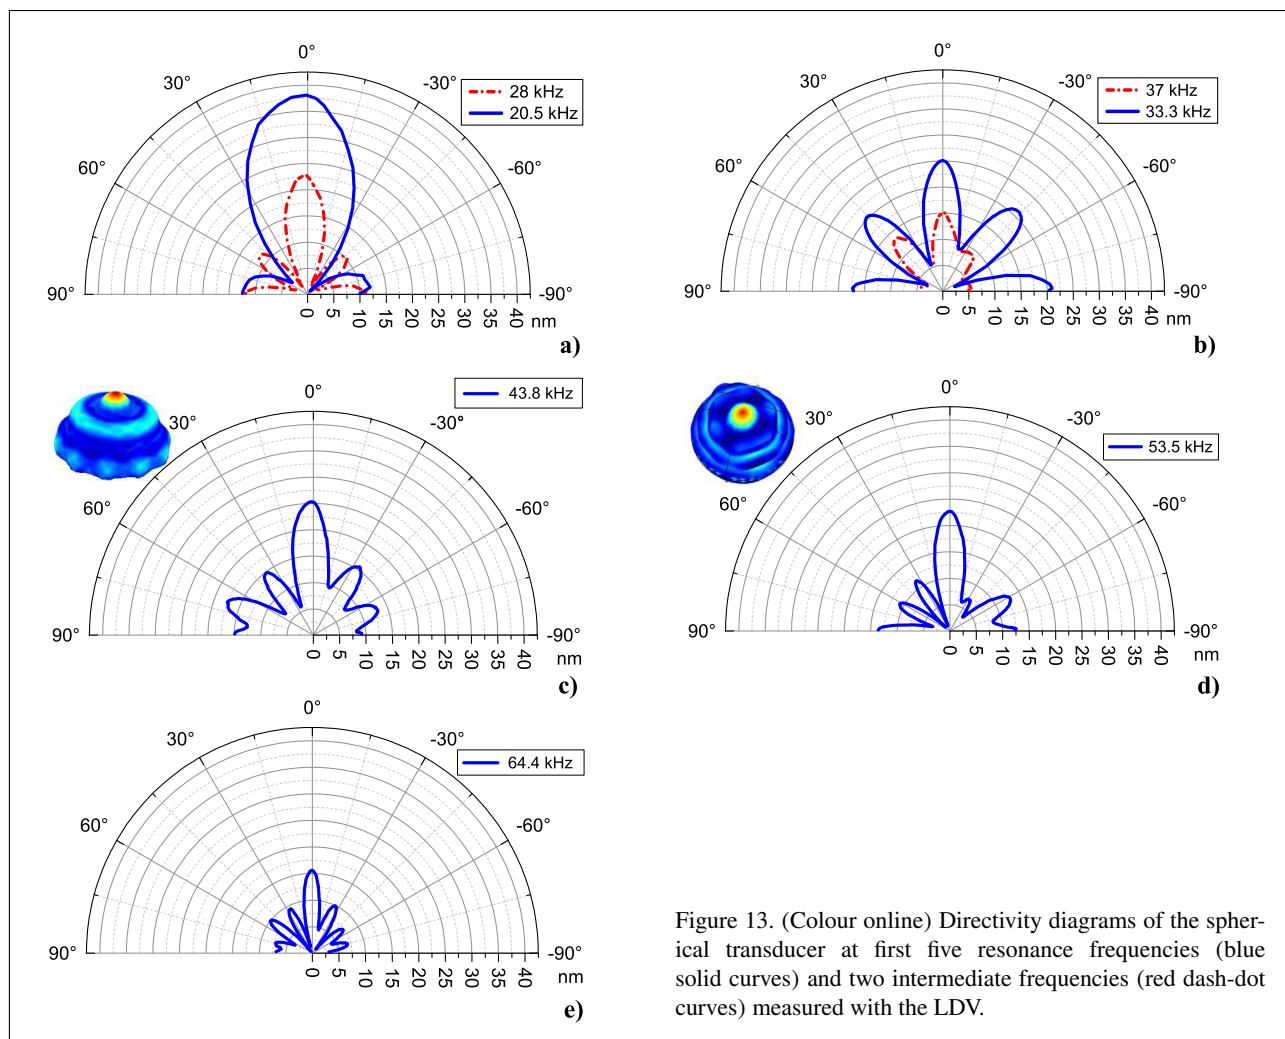 0°
30°
-30°
60°
-60°
90°
-90°
28 kHz
20.5 kHz
0 5 10 15 20 25 30 35 40 nm
a)
0°
30°
-30°
60°
-60°
90°
-90°
37 kHz
33.3 kHz
0 5 10 15 20 25 30 35 40 nm
b)
0°
30°
-30°
60°
-60°
90°
-90°
43.8 kHz
0 5 10 15 20 25 30 35 40 nm
c)
0°
30°
-30°
60°
-60°
90°
-90°
53.5 kHz
0 5 10 15 20 25 30 35 40 nm
d)
0°
30°
-30°
60°
-60°
90°
-90°
64.4 kHz
0 5 10 15 20 25 30 35 40 nm
e)
Figure 13. (Colour online) Directivity diagrams of the spher-
ical transducer at first five resonance frequencies (blue
solid curves) and two intermediate frequencies (red dash-dot
curves) measured with the LDV.